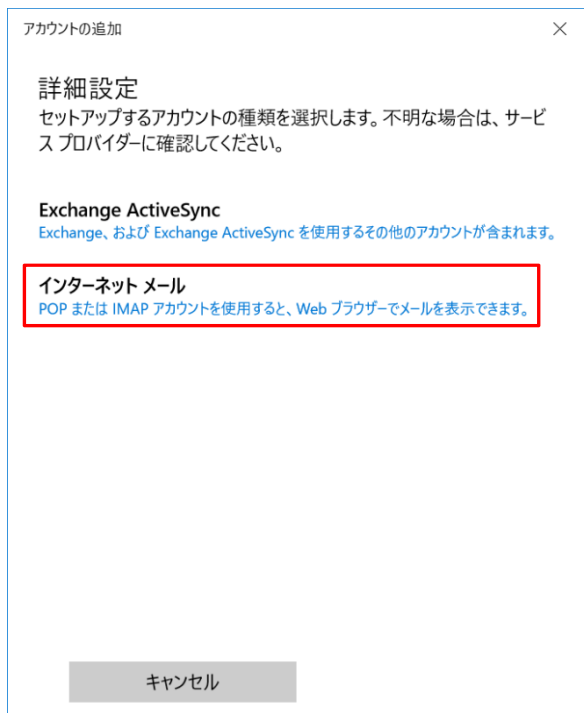 アカウントの追加
詳細設定
セットアップするアカウントの種類を選択します。不明な場合は、サービ
ス プロバイダーに確認してください。
Exchange ActiveSync
Exchange、および Exchange ActiveSync を使用するその他のアカウントが含まれます。
インターネット メール
POP または IMAP アカウントを使用すると、Web ブラウザーでメールを表示できます。
キャンセル